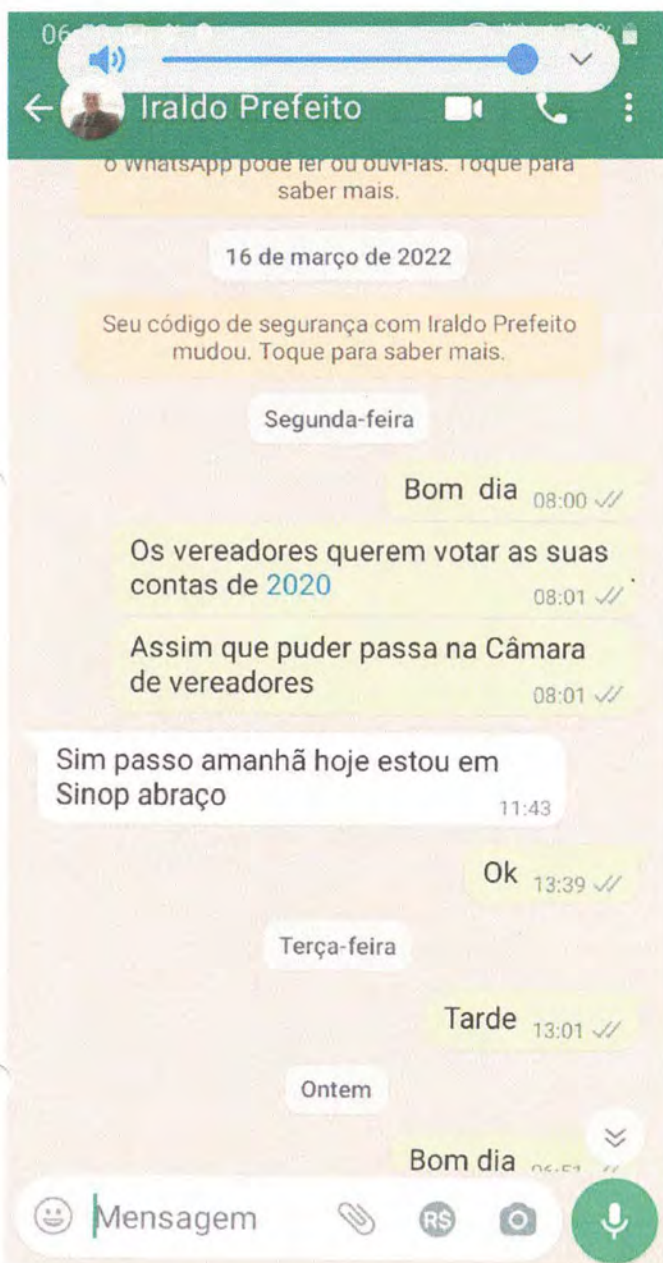 Iraldo Prefeito
o WhatsApp pode ler ou ouvi-las. Toque para
saber mais.
16 de março de 2022
Seu código de segurança com Iraldo Prefeito
mudou. Toque para saber mais.
Segunda-feira
Bom dia 08:00
Os vereadores querem votar as suas
contas de 2020
08:01
Assim que puder passa na Câmara
de vereadores
08:01
Sim passo amanhã hoje estou em
Sinop abraço
11:43
Ok 13:39
Terça-feira
Tarde 13:01
Ontem
Bom dia 06:51
Mensagem
R$